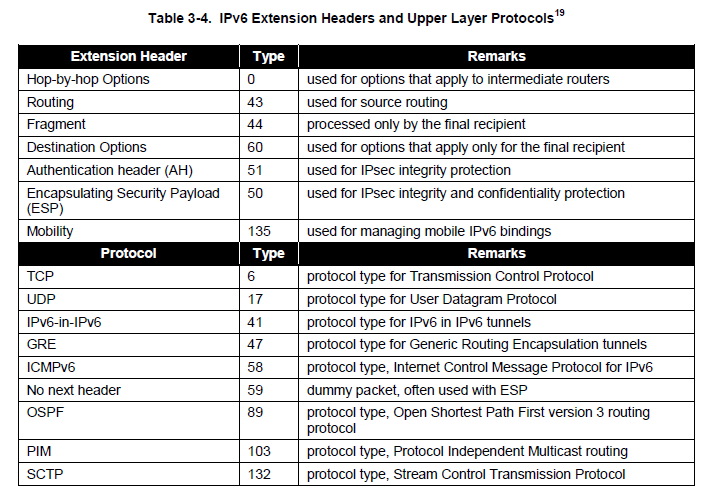 Table 3-4. IPv6 Extension Headers and Upper Layer Protocols19
Extension Header Type Remarks
Hop-by-hop Options 0 used for options that apply to intermediate routers
Routing 43 used for source routing
Fragment 44 processed only by the final recipient
Destination Options 60 used for options that apply only for the final recipient
Authentication header (AH) 51 used for IPsec integrity protection
Encapsulating Security Payload 50 used for IPsec integrity and confidentiality protection
(ESP)
Mobility 135 used for managing mobile IPv6 bindings
Protocol Type Remarks
TCP 6 protocol type for Transmission Control Protocol
UDP 17 protocol type for User Datagram Protocol
IPv6-in-IPv6 41 protocol type for IPv6 in IPv6 tunnels
GRE 47 protocol type for Generic Routing Encapsulation tunnels
ICMPv6 58 protocol type, Internet Control Message Protocol for IPv6
No next header 59 dummy packet, often used with ESP
OSPF 89 protocol type, Open Shortest Path First version 3 routing
protocol
PIM 103 protocol type, Protocol Independent Multicast routing
SCTP 132 protocol type, Stream Control Transmission Protocol